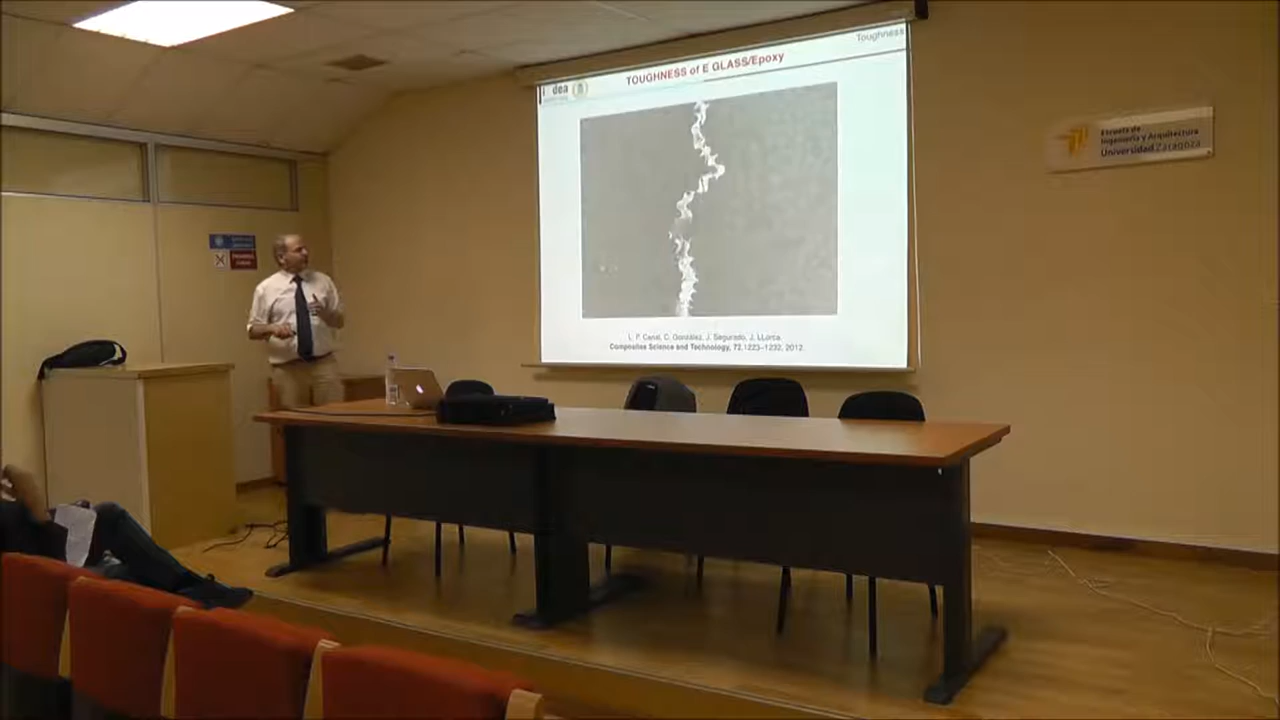 Toughness
TOUGHNESS of E GLASS/Epoxy
dea
L. P. Canal, C. González, J. Segurado, J. LLorca
Composites Science and Technology, 72,1223-1232, 2012.
Escuela de
Ingeniería y Arquitectura
Universidad Zaragoza